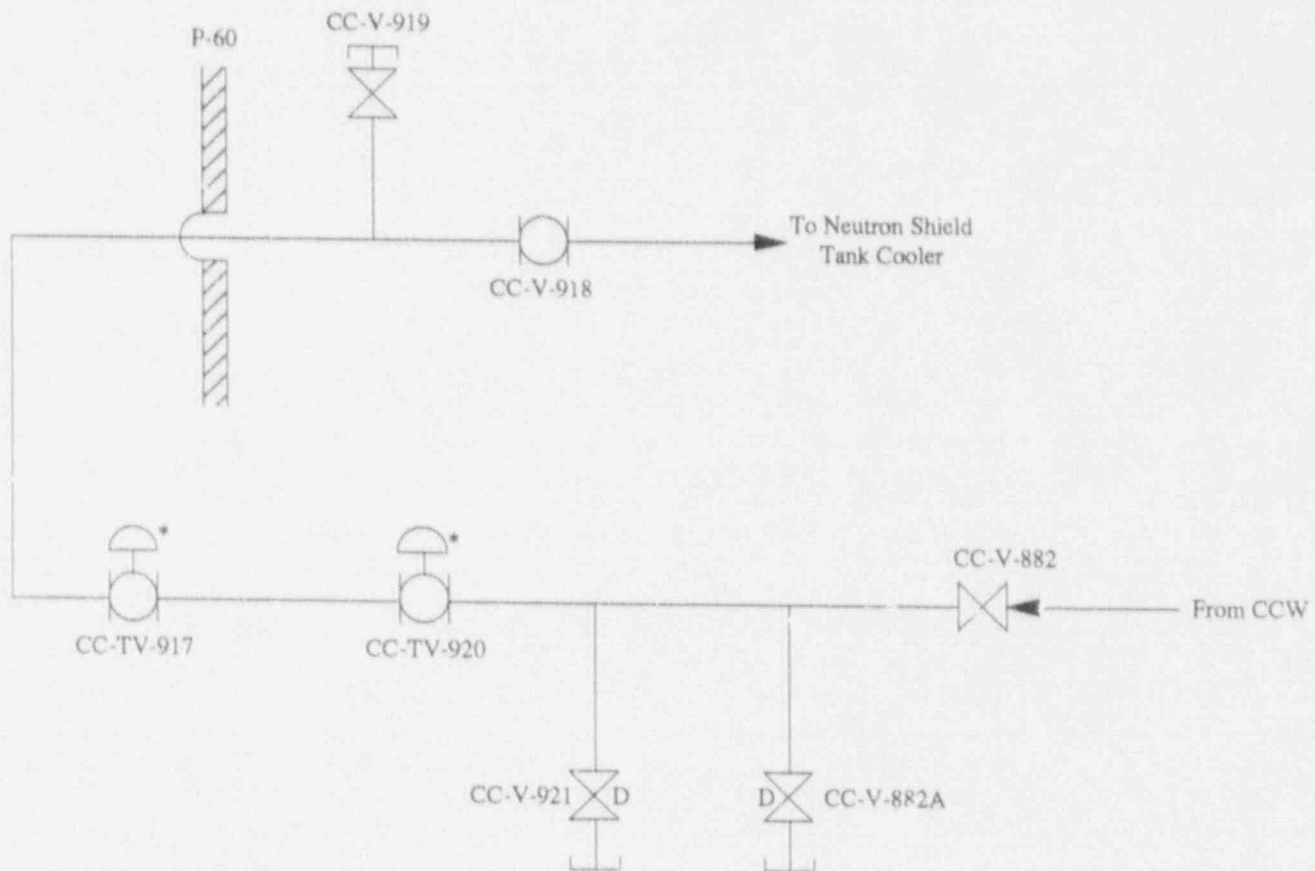 CC-V-919
P-60
To Neutron Shield
Tank Cooler
CC-V-918
*
*
CC-V-882
From CCW
CC-TV-917
CC-TV-920
CC-V-921
D
D
CC-V-882A